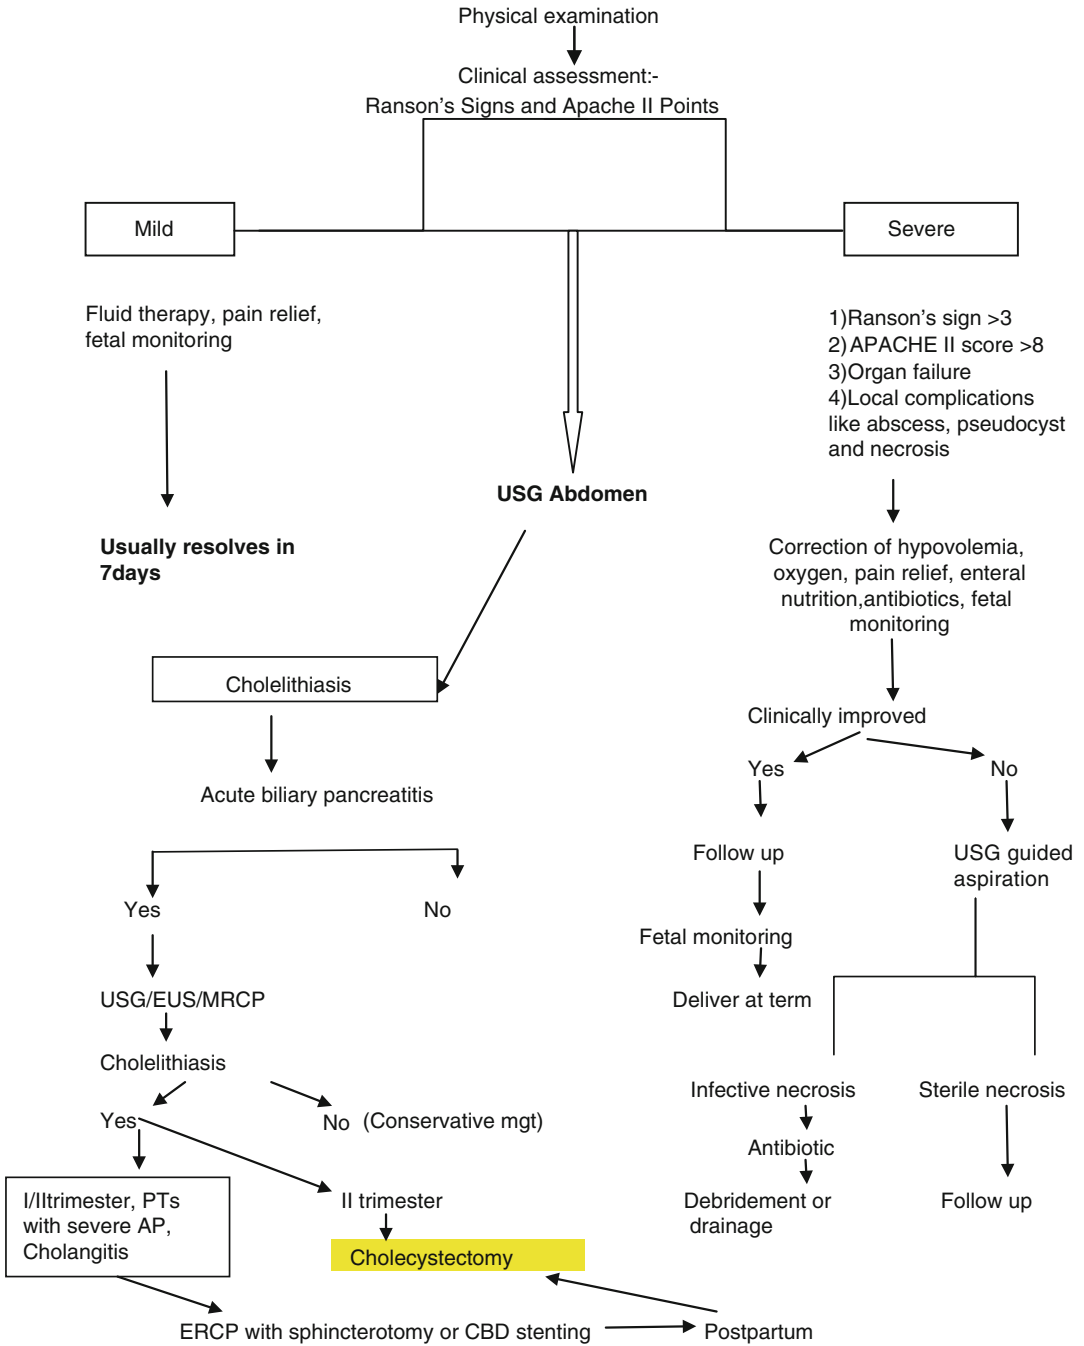 Physical examination
Clinical assessment:-
Ranson's Signs and Apache II Points
Mild
Severe
Fluid therapy, pain relief,
fetal monitoring
1)Ranson's sign >3
2)APACHE II score >8
3)Organ failure
4)Local complications
like abscess, pseudocyst
and necrosis
USG Abdomen
Usually resolves in
7days
Correction of hypovolemia,
oxygen, pain relief, enteral
nutrition,antibiotics, fetal
monitoring
Cholelithiasis
Clinically improved
Yes
No
Acute biliary pancreatitis
Follow up
USG guided
aspiration
Yes
No
Fetal monitoring
USG/EUS/MRCP
Deliver at term
Cholelithiasis
Infective necrosis
Sterile necrosis
Yes
No (Conservative mgt)
Antibiotic
I/IItrimester, PTs
with severe AP,
Cholangitis
II trimester
Debridement or
drainage
Follow up
Cholecystectomy
ERCP with sphincterotomy or CBD stenting
Postpartum